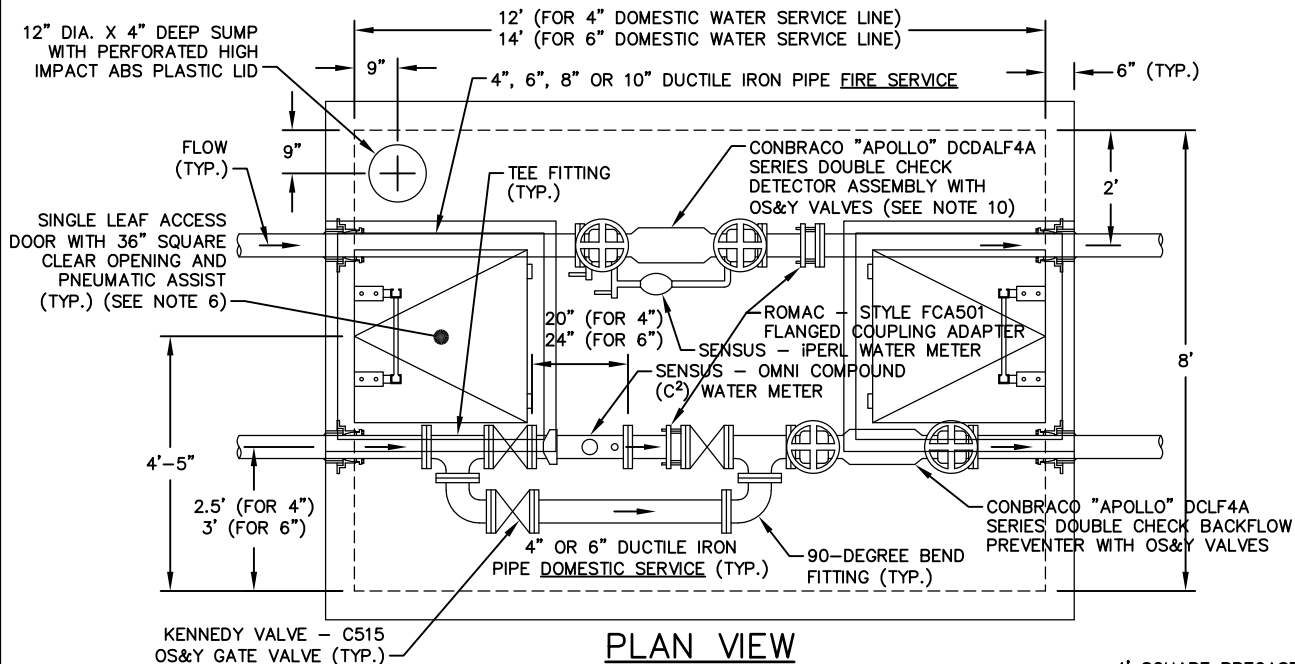 12' (FOR 4" DOMESTIC WATER SERVICE LINE)
14' (FOR 6" DOMESTIC WATER SERVICE LINE)
12" DIA. X 4" DEEP SUMP
WITH PERFORATED HIGH
IMPACT ABS PLASTIC LID
9"
4", 6", 8" OR 10" DUCTILE IRON PIPE FIRE SERVICE
6" (TYP.)
FLOW
(TYP.)
9"
TEE FITTING
(TYP.)
CONBRACO "APOLLO" DCDALF4A
SERIES DOUBLE CHECK
DETECTOR ASSEMBLY WITH
OS&Y VALVES (SEE NOTE 10)
2'
SINGLE LEAF ACCESS
DOOR WITH 36" SQUARE
CLEAR OPENING AND
PNEUMATIC ASSIST
(TYP.) (SEE NOTE 6)
20" (FOR 4")
24" (FOR 6")
ROMAC – STYLE FCA501
FLANGED COUPLING ADAPTER
SENSUS – iPERL WATER METER
SENSUS – OMNI COMPOUND
(C²) WATER METER
8'
4'-5"
2.5' (FOR 4")
3' (FOR 6")
CONBRACO "APOLLO" DCLF4A
SERIES DOUBLE CHECK BACKFLOW
PREVENTER WITH OS&Y VALVES
4" OR 6" DUCTILE IRON
PIPE DOMESTIC SERVICE (TYP.)
90-DEGREE BEND
FITTING (TYP.)
KENNEDY VALVE – C515
OS&Y GATE VALVE (TYP.)
PLAN VIEW